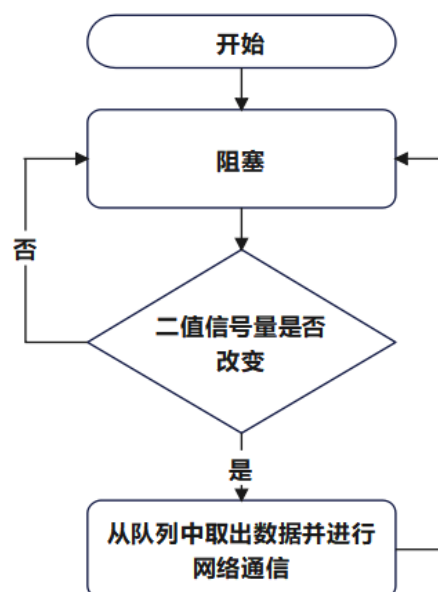 开始
阻塞
否
二值信号量是否
改变
是
从队列中取出数据并进行
网络通信